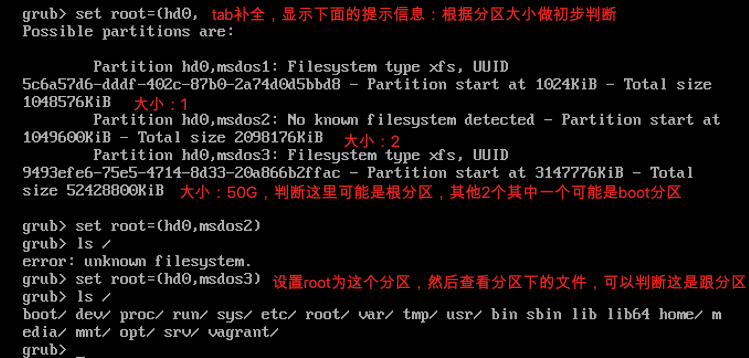 grub> set root=(hd0, tab补全，显示下面的提示信息：根据分区大小做初步判断
Possible partitions are:
Partition hd0,msdos1: Filesystem type xfs, UUID
5c6a57d6-dddf-402c-87b0-2a74d0d5bbd8 - Partition start at 1024KiB - Total size
1048576KiB 大小：1
Partition hd0,msdos2: No known filesystem detected - Partition start at
1049600KiB - Total size 2098176KiB 大小：2
Partition hd0,msdos3: Filesystem type xfs, UUID
9493efe6-75e5-4714-8d33-20a866b2ffac - Partition start at 3147776KiB - Total
size 52428800KiB 大小：50G，判断这里可能是根分区，其他2个其中一个可能是boot分区
grub> set root=(hd0,msdos2)
grub> ls /
error: unknown filesystem.
grub> set root=(hd0,msdos3) 设置root为这个分区，然后查看分区下的文件，可以判断这是跟分区
grub> ls /
boot/ dev/ proc/ run/ sys/ etc/ root/ var/ tmp/ usr/ bin sbin lib lib64 home/ m
edia/ mnt/ opt/ srv/ vagrant/
grub> _